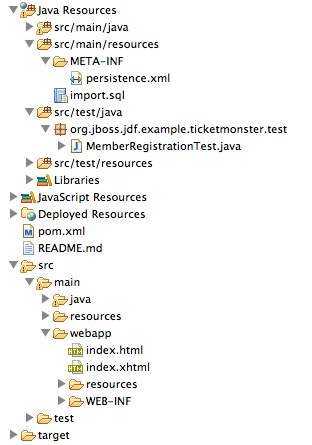 Java Resources
src/main/java
src/main/resources
META-INF
persistence.xml
import.sql
src/test/java
org.jboss.jdf.example.ticketmonster.test
MemberRegistrationTest.java
src/test/resources
Libraries
JavaScript Resources
Deployed Resources
pom.xml
README.md
src
main
java
resources
webapp
index.html
index.xhtml
resources
WEB-INF
test
target